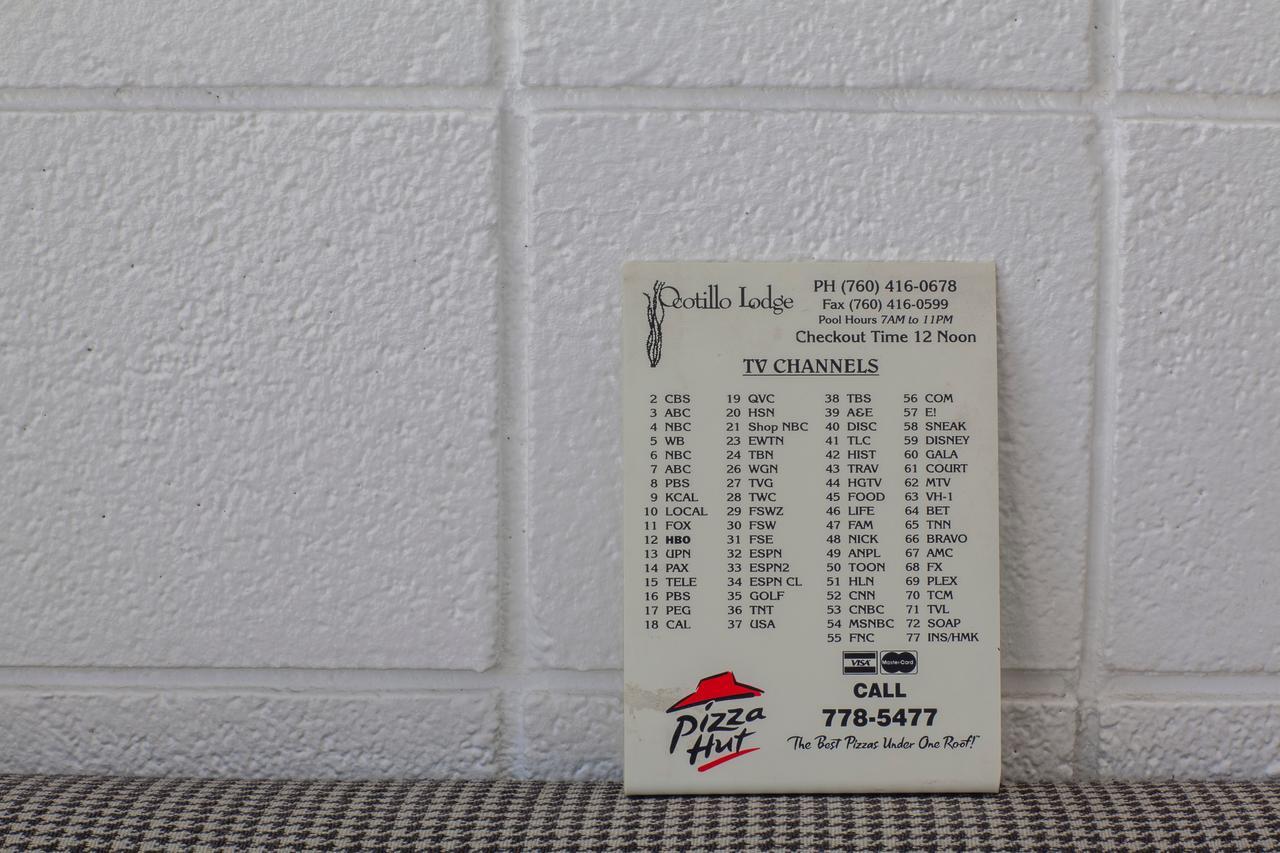 Ocotillo Lodge
PH (760) 416-0678
Fax (760) 416-0599
Pool Hours 7AM to 11PM
Checkout Time 12 Noon
TV CHANNELS
2 CBS
3 ABC
4 NBC
5 WB
6 NBC
7 ABC
8 PBS
9 KCAL
10 LOCAL
11 FOX
12 HBO
13 UPN
14 PAX
15 TELE
16 PBS
17 PEG
18 CAL
19 QVC
20 HSN
21 Shop NBC
23 EWTN
24 TBN
26 WGN
27 TVG
28 TWC
29 FSWZ
30 FSW
31 FSE
32 ESPN
33 ESPN2
34 ESPN CL
35 GOLF
36 TNT
37 USA
38 TBS
39 A&E
40 DISC
41 TLC
42 HIST
43 TRAV
44 HGTV
45 FOOD
46 LIFE
47 FAM
48 NICK
49 ANPL
50 TOON
51 HLN
52 CNN
53 CNBC
54 MSNBC
55 FNC
56 COM
57 E!
58 SNEAK
59 DISNEY
60 GALA
61 COURT
62 MTV
63 VH-1
64 BET
65 TNN
66 BRAVO
67 AMC
68 FX
69 PLEX
70 TCM
71 TVL
72 SOAP
77 INS/HMK
VISA MasterCard
Pizza
Hut
CALL
778-5477
"The Best Pizzas Under One Roof!"